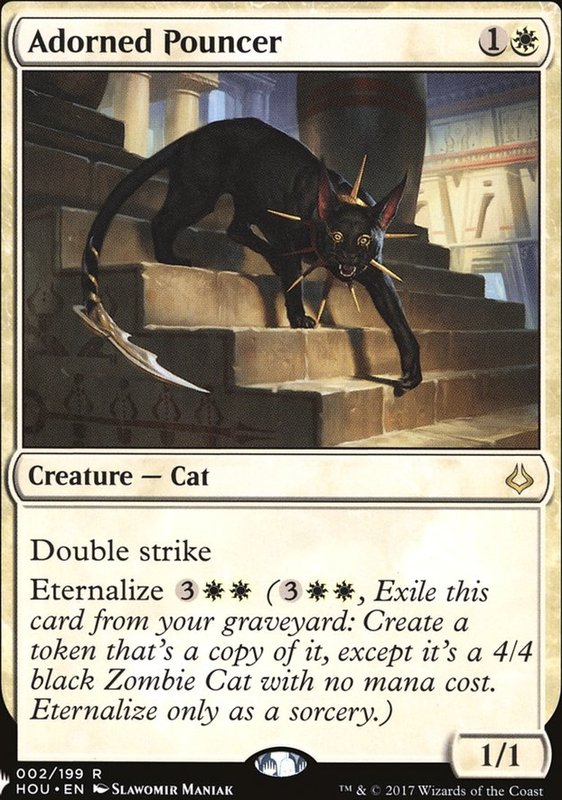 Adorned Pouncer 1
Creature — Cat
Double strike
Eternalize 3 (3, Exile this
card from your graveyard: Create a
token that's a copy of it, except it's a 4/4
black Zombie Cat with no mana cost.
Eternalize only as a sorcery.)
1/1
002/199 R
HOU • EN Slawomir Maniak
™ & © 2017 Wizards of the Coast